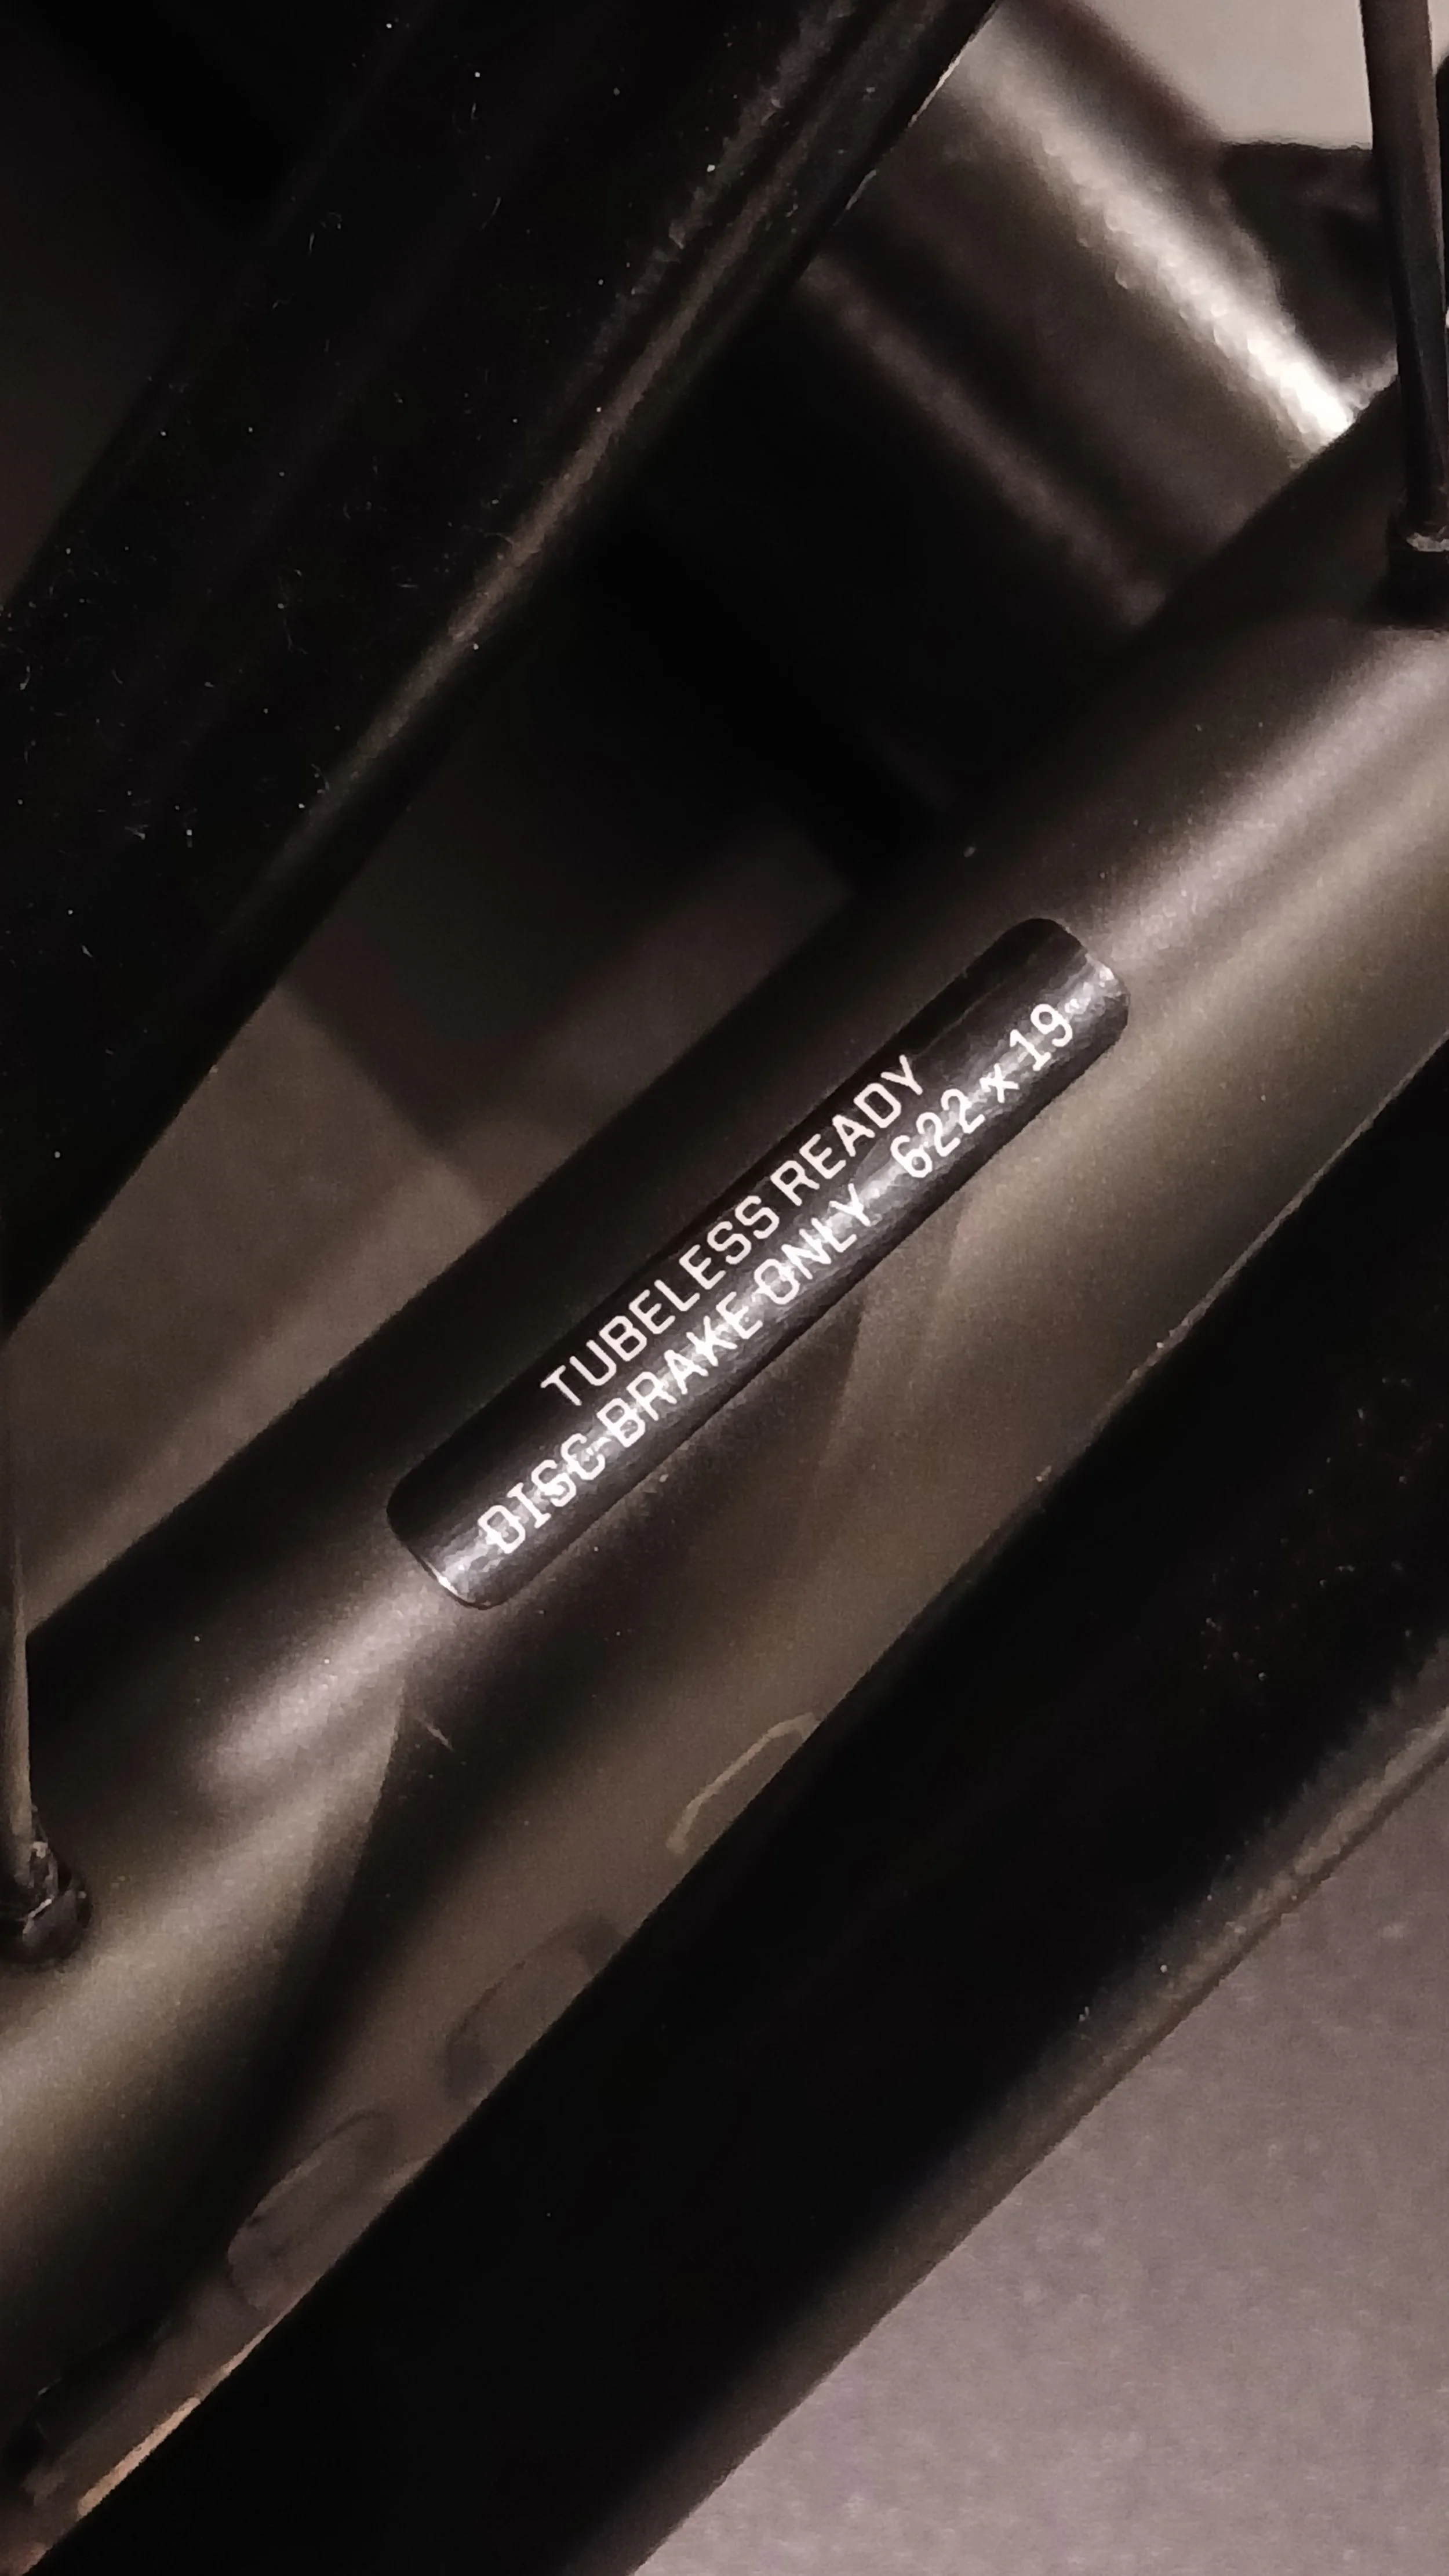 TUBELESS READY
DISC BRAKE ONLY 622 x 19